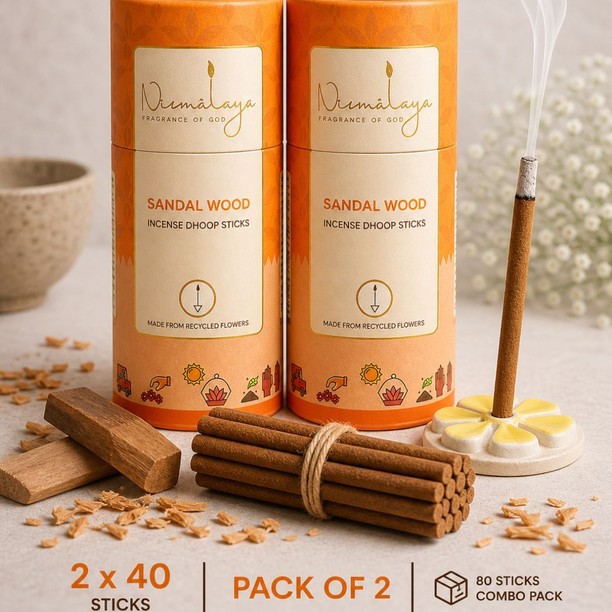 Nirmalaya
FRAGRANCE OF GOD
SANDAL WOOD
INCENSE DHOOP STICKS
MADE FROM RECYCLED FLOWERS
Nirmalaya
FRAGRANCE OF GOD
SANDAL WOOD
INCENSE DHOOP STICKS
MADE FROM RECYCLED FLOWERS
2 x 40
STICKS
PACK OF 2
80 STICKS
COMBO PACK